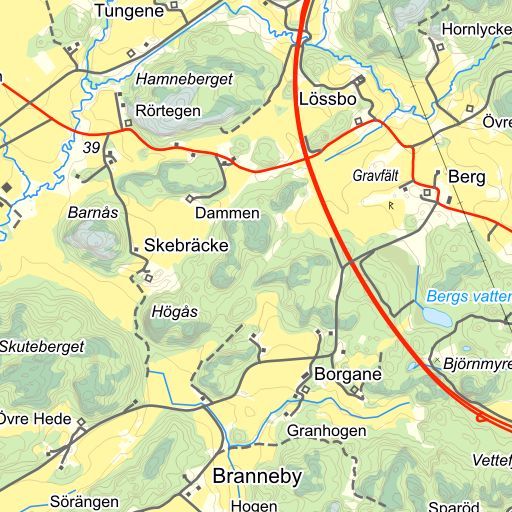 Tungene
Hornlycke
Hamneberget
Lössbo
Rörtegen
Övre
39
Gravfält
Berg
R
Barnås
Dammen
Skebräcke
Bergs vatten
Högås
Skuteberget
Björnmyre
Borgane
Övre Hede
Granhogen
Branneby
Vettef
Sörängen
Hogen
Sparöd